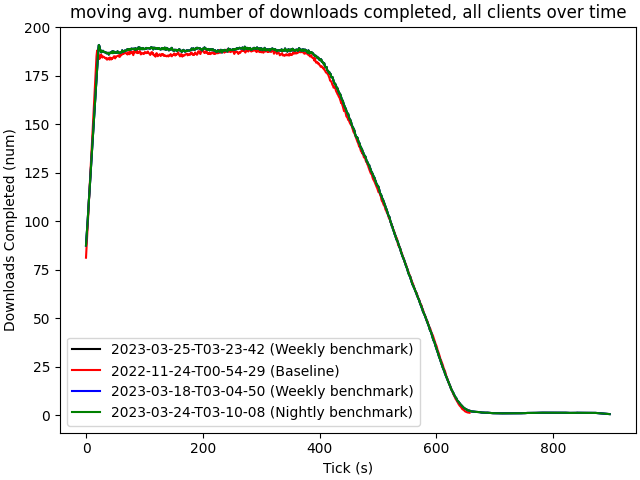 moving avg. number of downloads completed, all clients over time
200
175
150
125
100
75
50
25
0
Downloads Completed (num)
2023-03-25-T03-23-42 (Weekly benchmark)
2022-11-24-T00-54-29 (Baseline)
2023-03-18-T03-04-50 (Weekly benchmark)
2023-03-24-T03-10-08 (Nightly benchmark)
0 200 400 600 800
Tick (s)